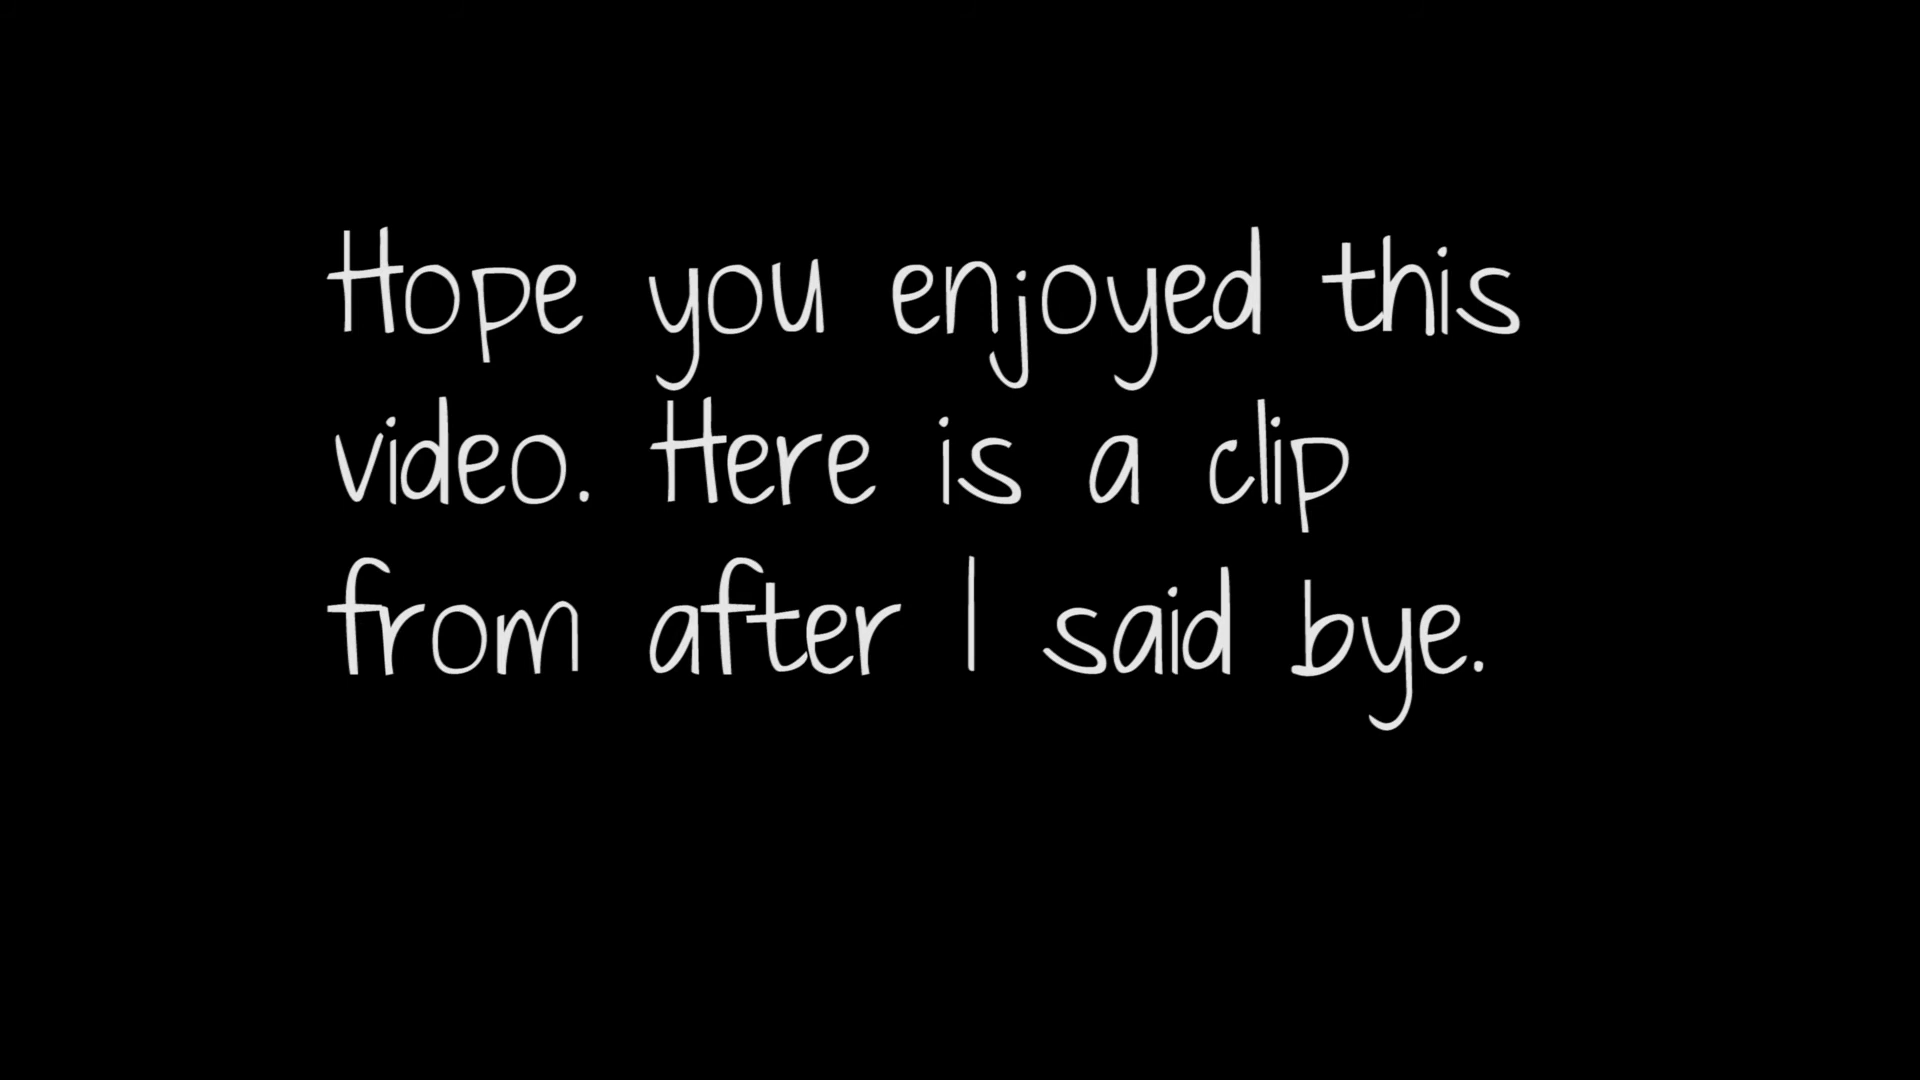 Hope you enjoyed this
video. Here is a clip
from after I said bye.